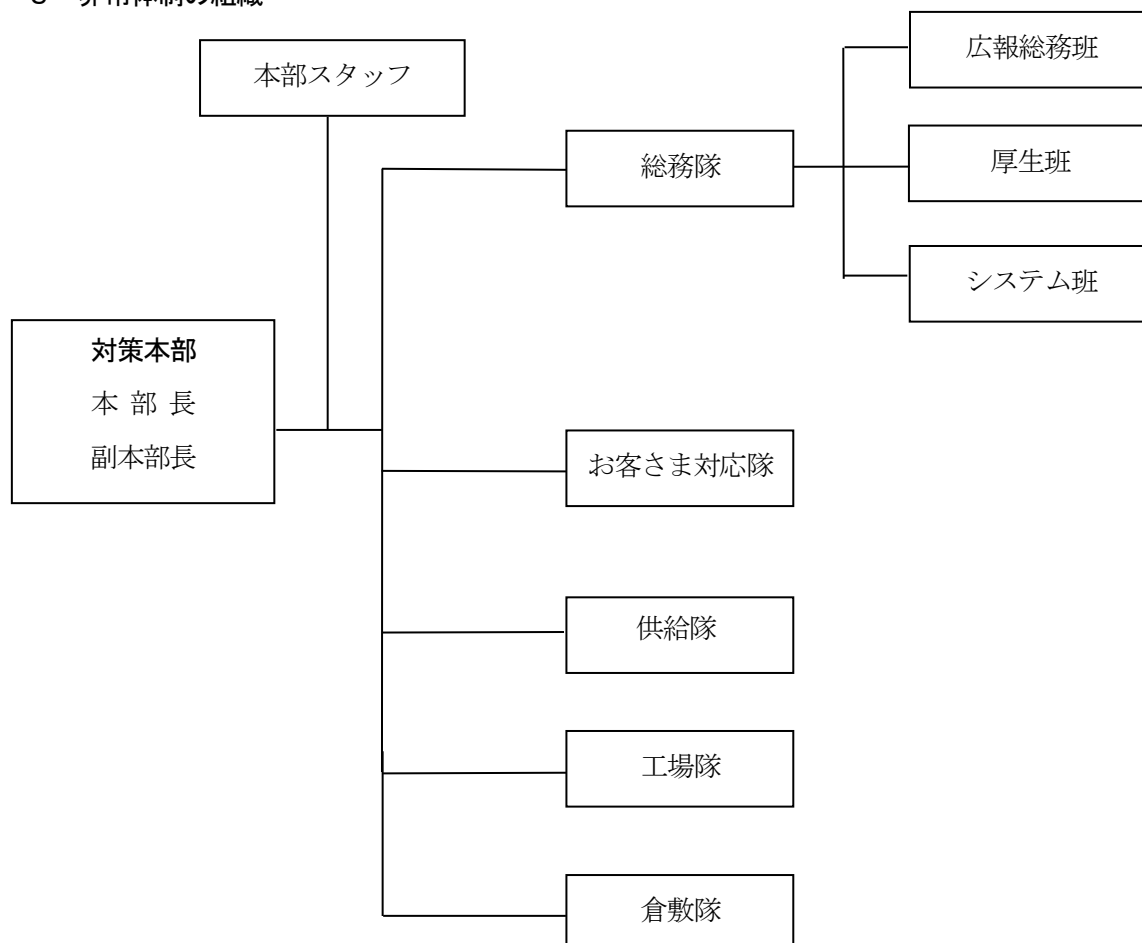 本部スタッフ
広報総務班
総務隊
厚生班
システム班
対策本部
本 部 長
副本部長
お客さま対応隊
供給隊
工場隊
倉敷隊